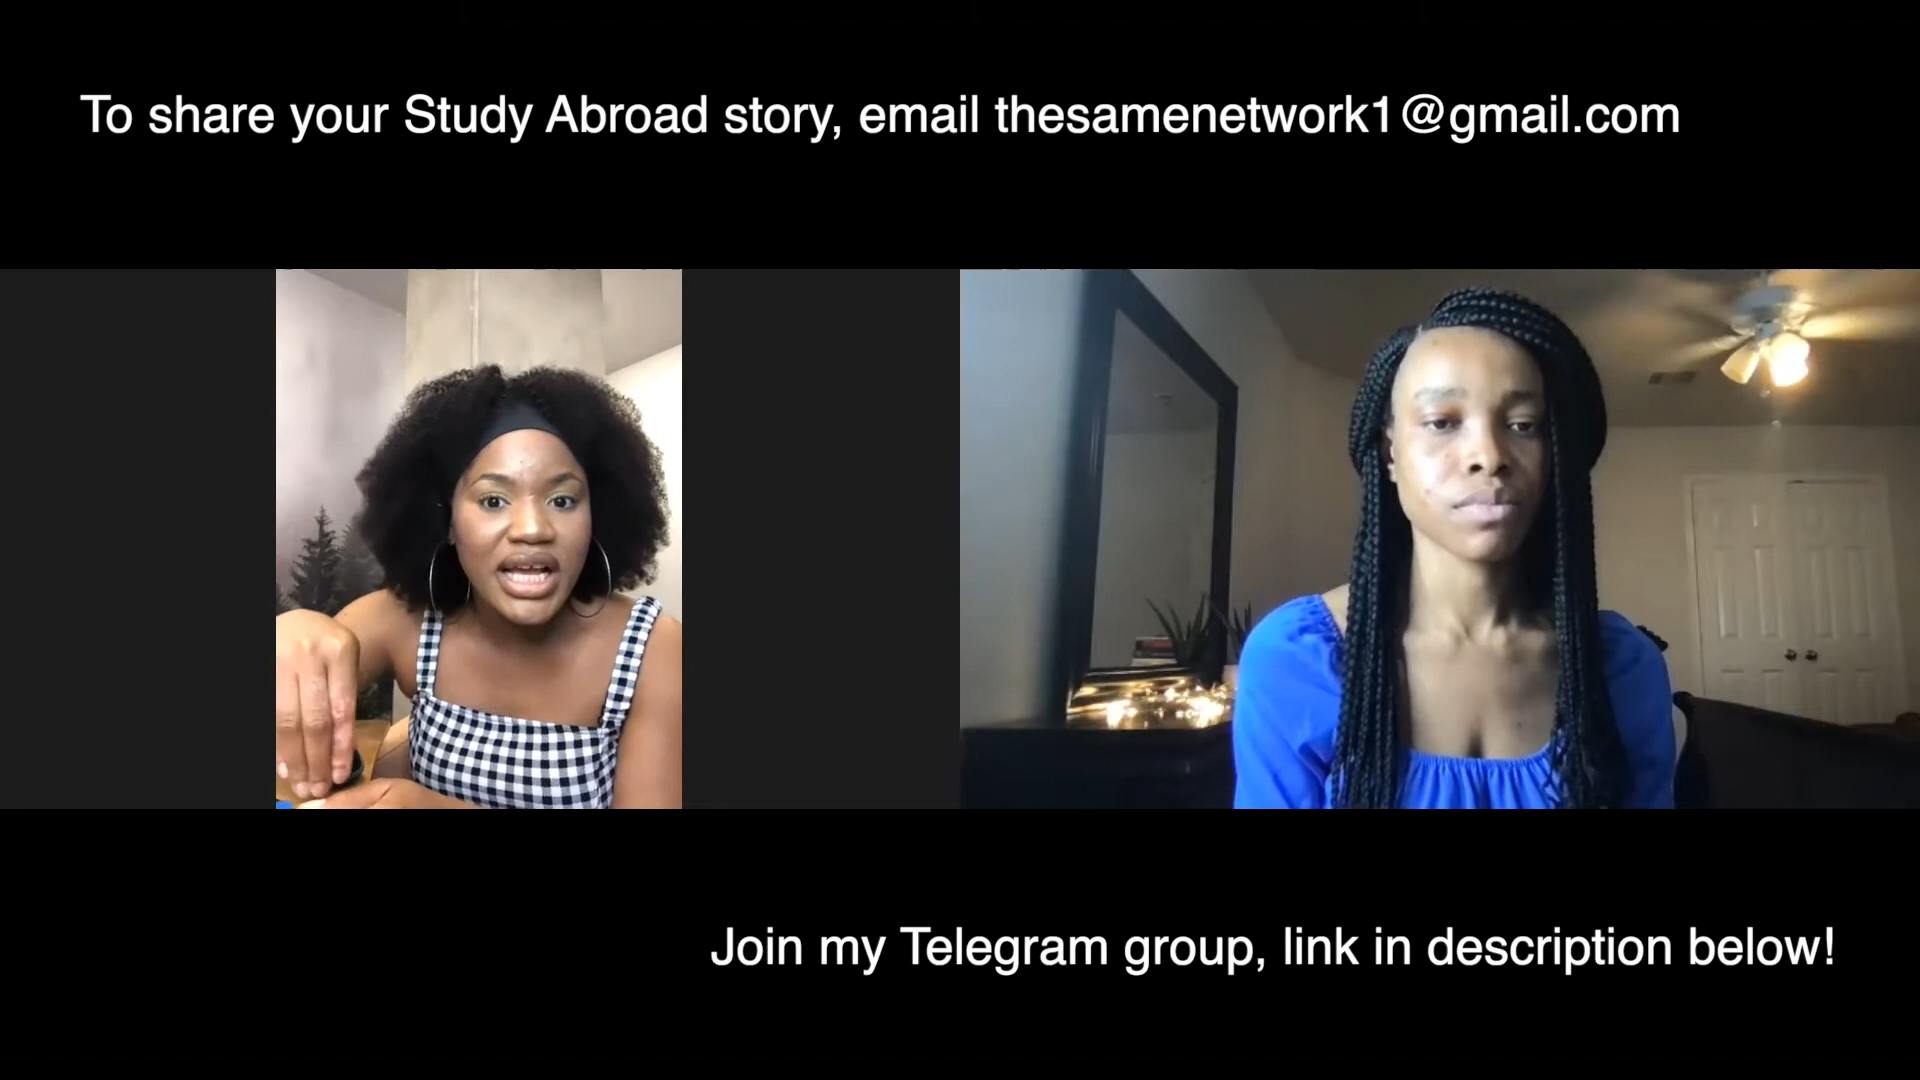 To share your Study Abroad story, email thesamenetwork1@gmail.com
Join my Telegram group, link in description below!